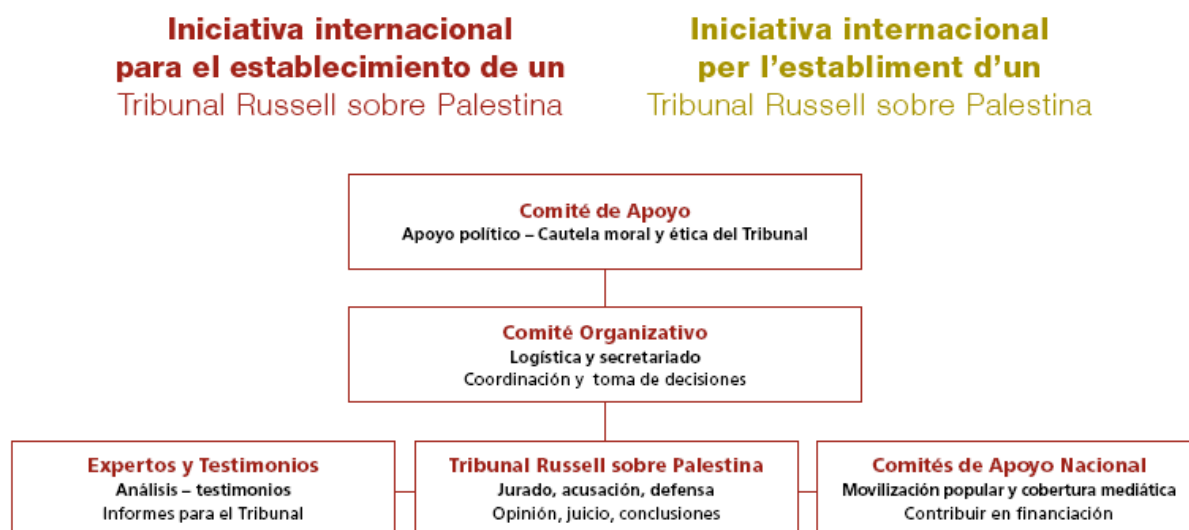 Iniciativa internacional
para el establecimiento de un
Tribunal Russell sobre Palestina
Iniciativa internacional
per l'establiment d'un
Tribunal Russell sobre Palestina
Comité de Apoyo
Apoyo político – Cautela moral y ética del Tribunal
Comité Organizativo
Logística y secretariado
Coordinación y toma de decisiones
Expertos y Testimonios
Análisis – testimonios
Informes para el Tribunal
Tribunal Russell sobre Palestina
Jurado, acusación, defensa
Opinión, juicio, conclusiones
Comités de Apoyo Nacional
Movilización popular y cobertura mediática
Contribuir en financiación